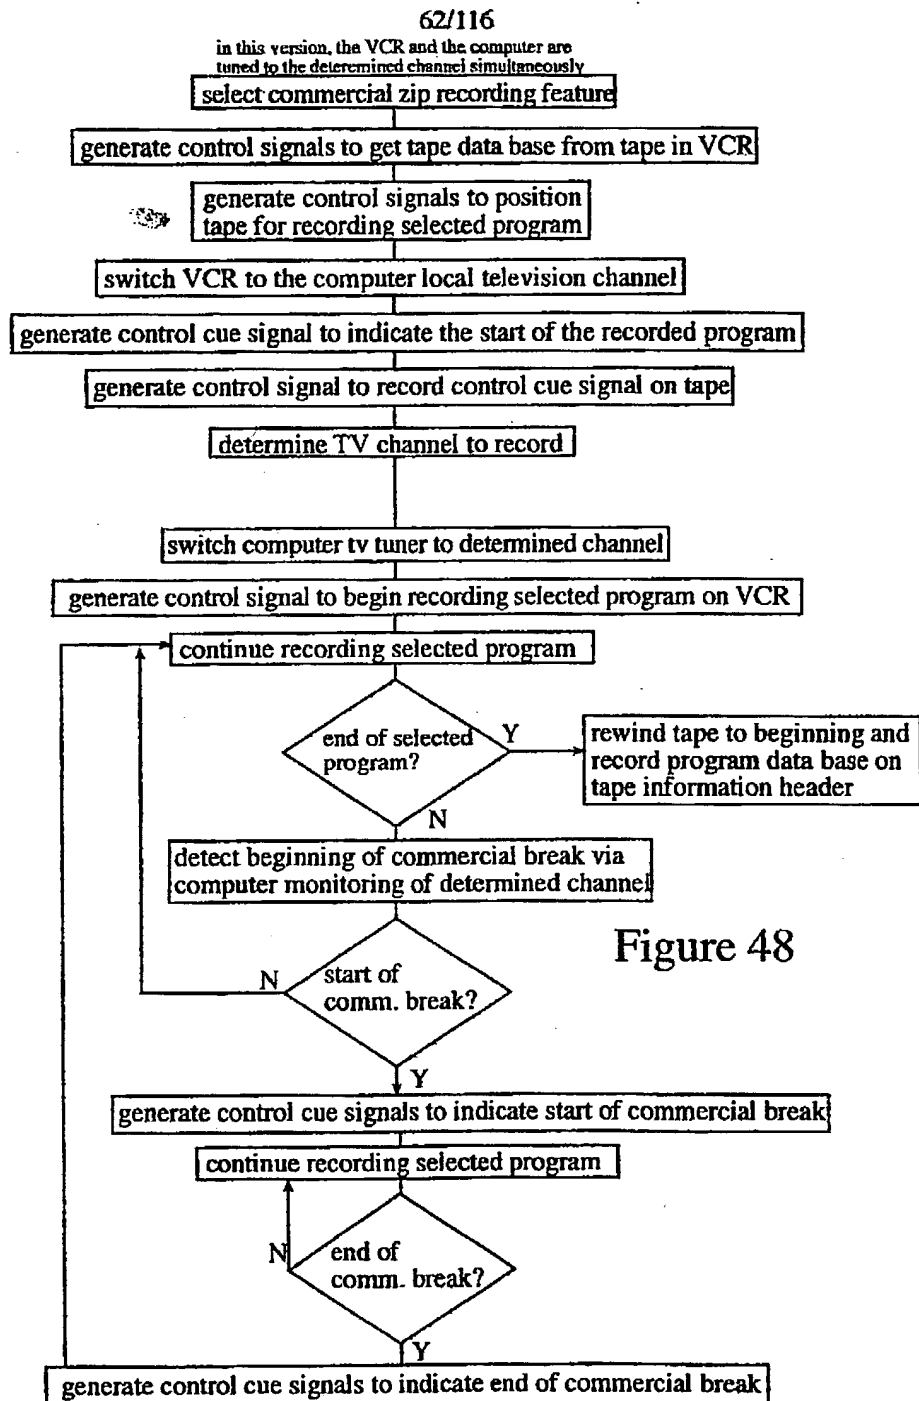 62/116
in this version, the VCR and the computer are
tuned to the deteremined channel simultaneously
select commercial zip recording feature
generate control signals to get tape data base from tape in VCR
generate control signals to position
tape for recording selected program
switch VCR to the computer local television channel
generate control cue signal to indicate the start of the recorded program
generate control signal to record control cue signal on tape
determine TV channel to record
switch computer tv tuner to determined channel
generate control signal to begin recording selected program on VCR
continue recording selected program
end of selected
program?
Y
rewind tape to beginning and
record program data base on
tape information header
N
detect beginning of commercial break via
computer monitoring of determined channel
Figure 48
N
start of
comm. break?
Y
generate control cue signals to indicate start of commercial break
continue recording selected program
N
end of
comm. break?
Y
generate control cue signals to indicate end of commercial break